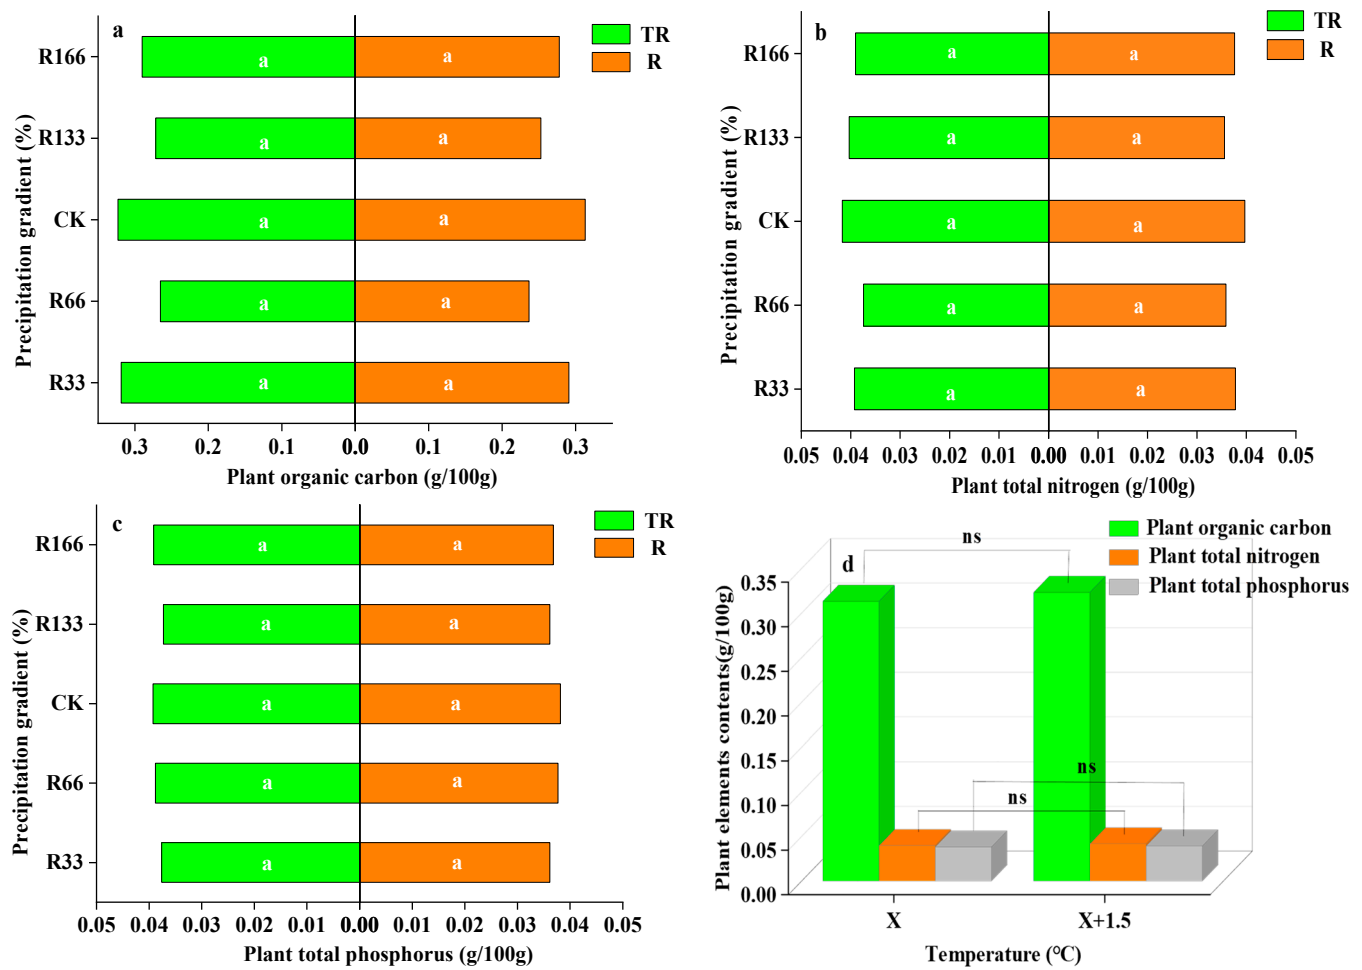 a
TR
R
R166
a
a
R133
a
a
CK
a
a
R66
a
a
R33
a
a
Precipitation gradient (%)
0.3 0.2 0.1 0.0 0.0 0.1 0.2 0.3
Plant organic carbon (g/100g)
b
TR
R
R166
a
a
R133
a
a
CK
a
a
R66
a
a
R33
a
a
Precipitation gradient (%)
0.05 0.04 0.03 0.02 0.01 0.00 0.00 0.01 0.02 0.03 0.04 0.05
Plant total nitrogen (g/100g)
c
TR
R
R166
a
a
R133
a
a
CK
a
a
R66
a
a
R33
a
a
Precipitation gradient (%)
0.05 0.04 0.03 0.02 0.01 0.00 0.00 0.01 0.02 0.03 0.04 0.05
Plant total phosphorus (g/100g)
d
Plant organic carbon
Plant total nitrogen
Plant total phosphorus
ns
ns
ns
0.35
0.30
0.25
0.20
0.15
0.10
0.05
0.00
Plant elements contents(g/100g)
X X+1.5
Temperature (°C)